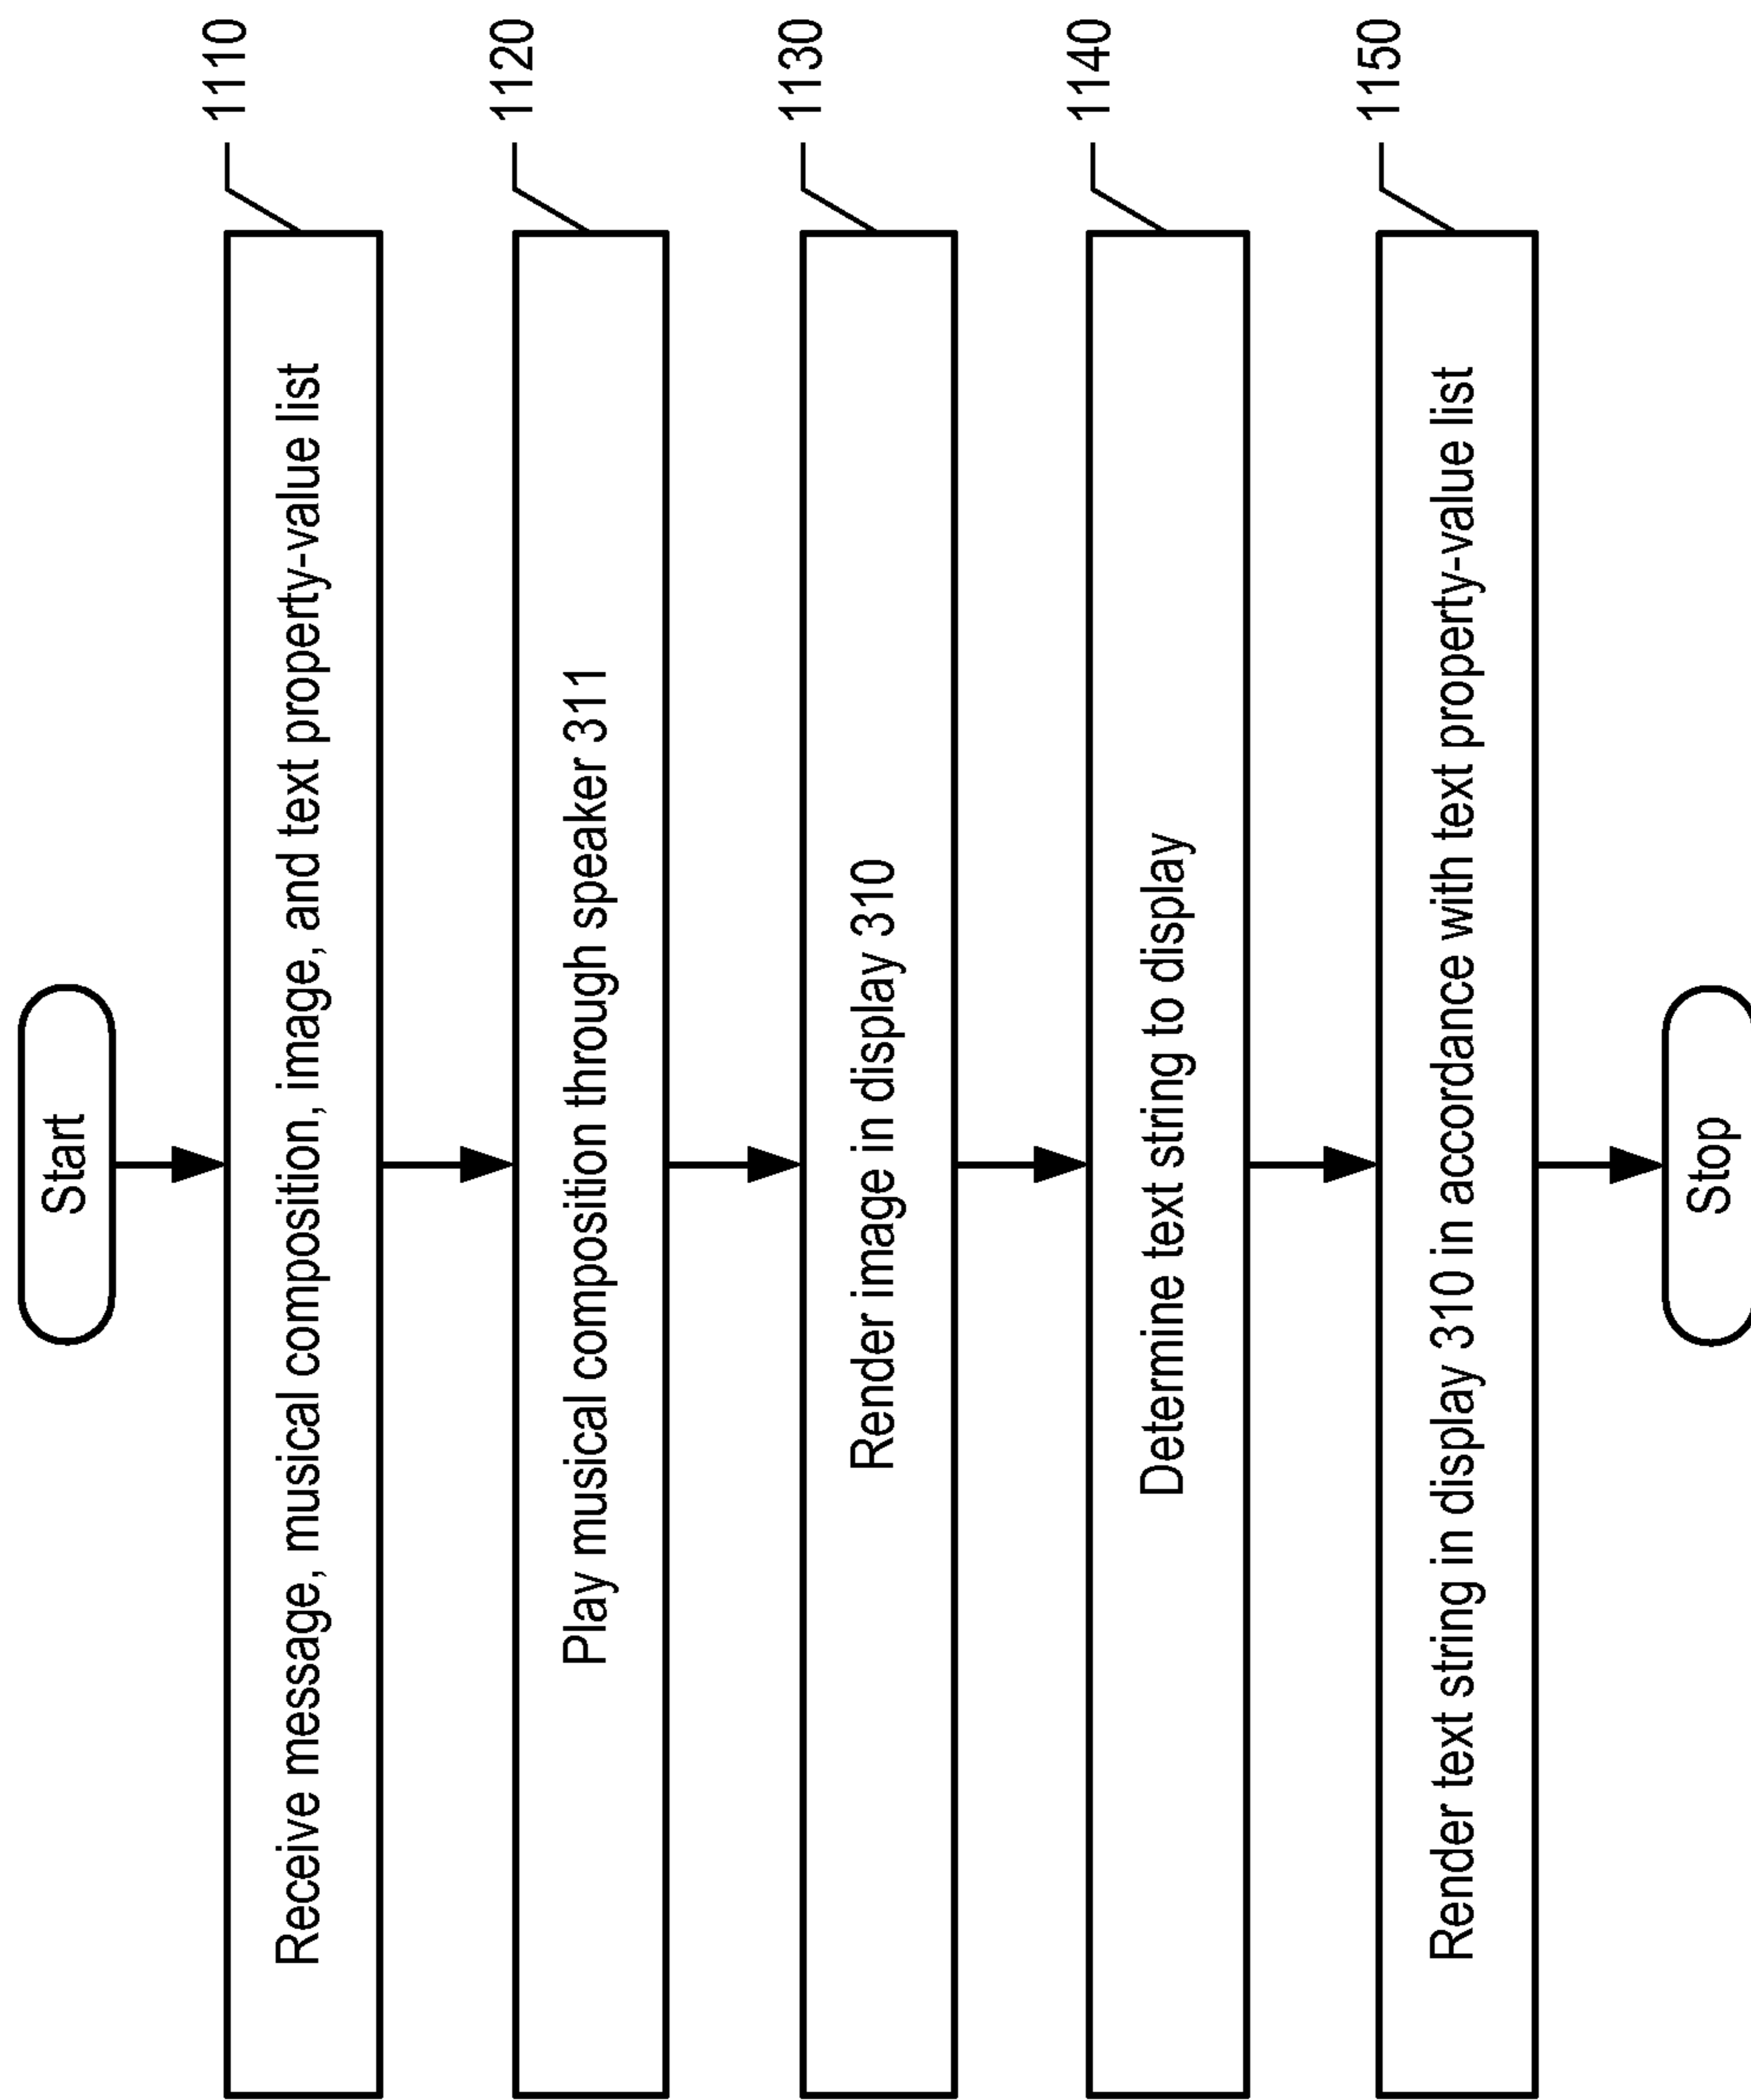 Start
Receive message, musical composition, image, and text property-value list
1110
Play musical composition through speaker 311
1120
Render image in display 310
1130
Determine text string to display
1140
Render text string in display 310 in accordance with text property-value list
1150
Stop